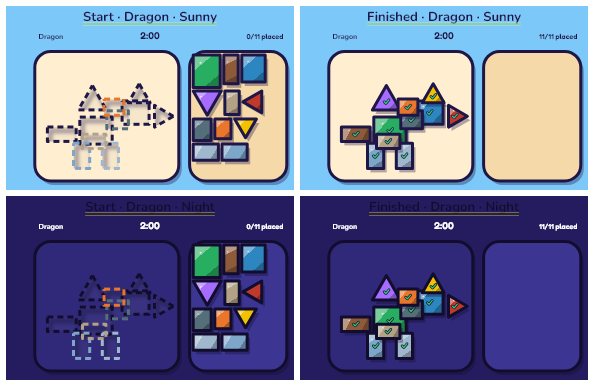 Start · Dragon · Sunny
Dragon 2:00 0/11 placed
Finished · Dragon · Sunny
Dragon 2:00 11/11 placed
Start · Dragon · Night
Dragon 2:00 0/11 placed
Finished · Dragon · Night
Dragon 2:00 11/11 placed